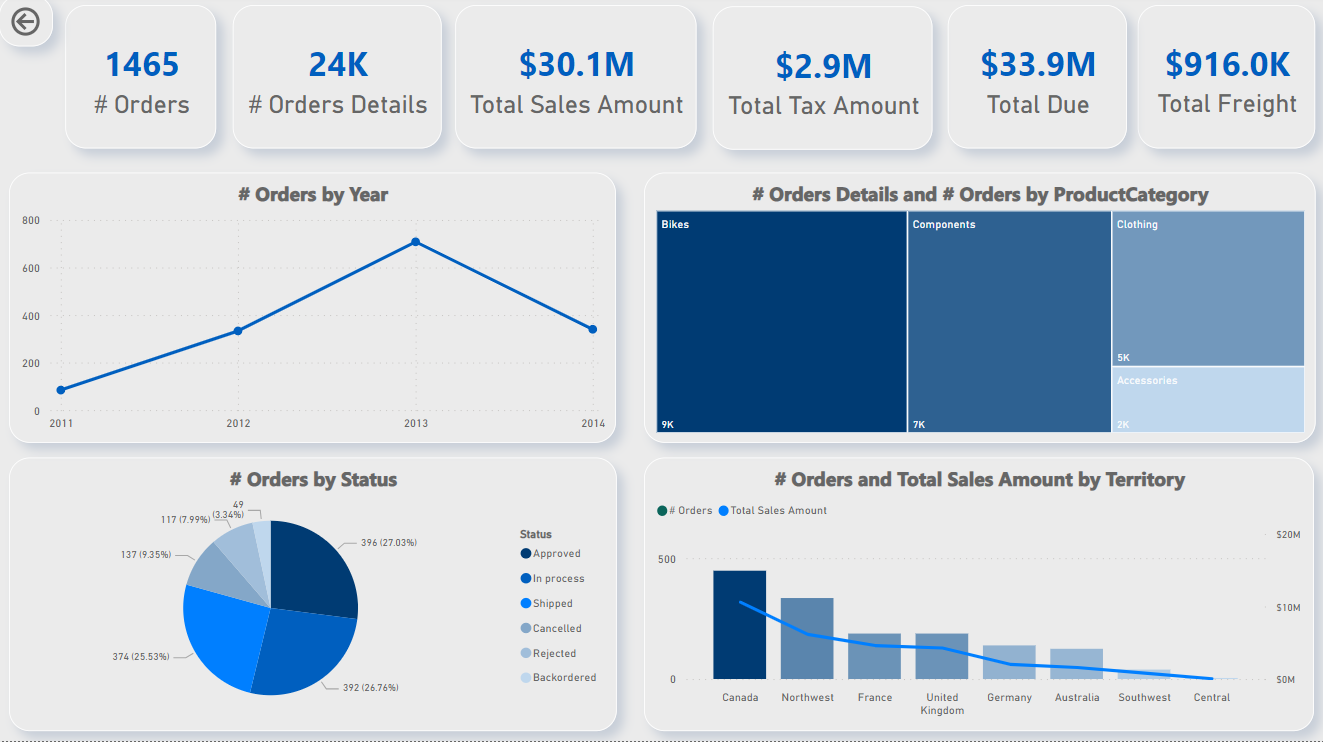 1465
# Orders
24K
# Orders Details
$30.1M
Total Sales Amount
$2.9M
Total Tax Amount
$33.9M
Total Due
$916.0K
Total Freight
# Orders by Year
800
600
400
200
0
2011
2012
2013
2014
# Orders Details and # Orders by ProductCategory
Bikes
9K
Components
7K
Clothing
5K
Accessories
2K
# Orders by Status
49
(3.34%)
117 (7.99%)
137 (9.35%)
374 (25.53%)
396 (27.03%)
392 (26.76%)
Status
Approved
In process
Shipped
Cancelled
Rejected
Backordered
# Orders and Total Sales Amount by Territory
# Orders
Total Sales Amount
500
0
$20M
$10M
$0M
Canada
Northwest
France
United
Kingdom
Germany
Australia
Southwest
Central